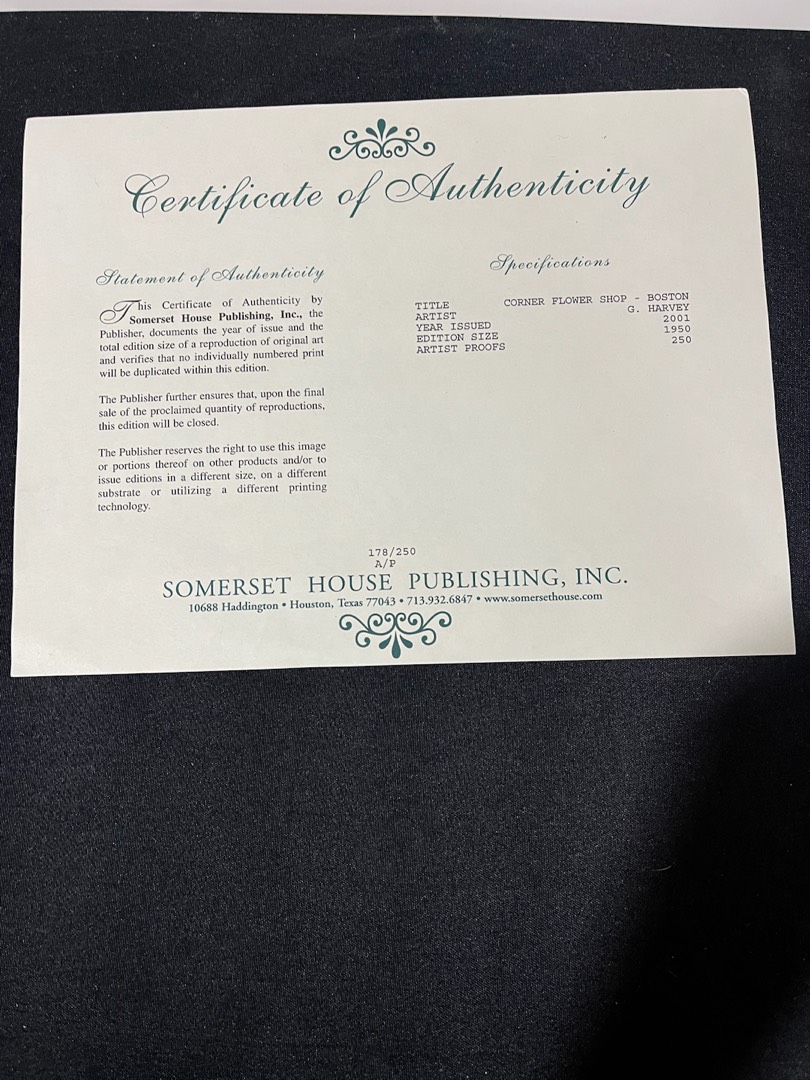 Certificate of Authenticity
Statement of Authenticity
This Certificate of Authenticity by
Somerset House Publishing, Inc., the
Publisher, documents the year of issue and the
total edition size of a reproduction of original art
and verifies that no individually numbered print
will be duplicated within this edition.
The Publisher further ensures that, upon the final
sale of the proclaimed quantity of reproductions,
this edition will be closed.
The Publisher reserves the right to use this image
or portions thereof on other products and/or to
issue editions in a different size, on a different
substrate or utilizing a different printing
technology.
Specifications
TITLE CORNER FLOWER SHOP - BOSTON
ARTIST G. HARVEY
YEAR ISSUED 2001
EDITION SIZE 1950
ARTIST PROOFS 250
178/250
A/P
SOMERSET HOUSE PUBLISHING, INC.
10688 Haddington • Houston, Texas 77043 • 713.932.6847 • www.somersethouse.com